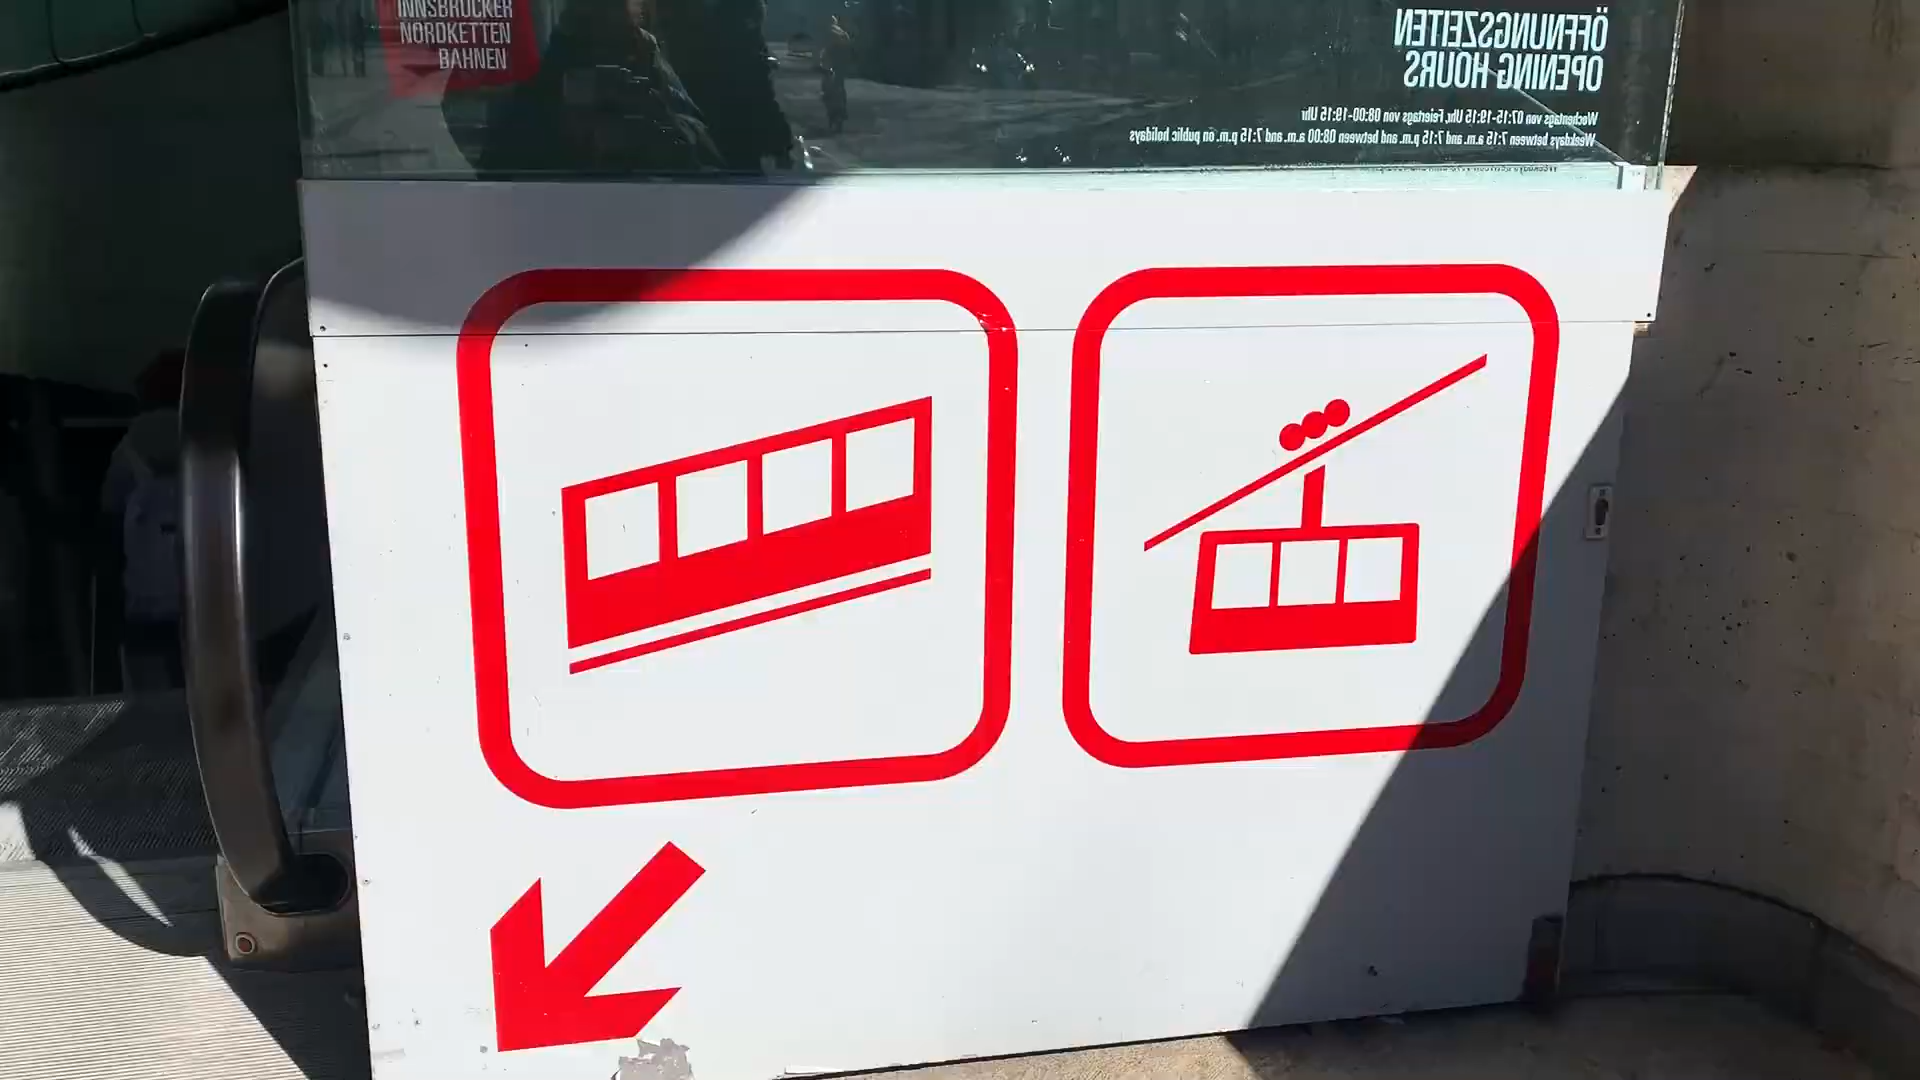 INNSBRUCKER
NORDKETTEN
BAHNEN
ÖFFNUNGSZEITEN
OPENING HOURS
Wochentags von 07:15-19:15 Uhr, Feiertags von 08:00-19:15 Uhr
Weekdays between 7:15 a.m. and 7:15 p.m. and between 08:00 a.m. and 7:15 p.m. on public holidays